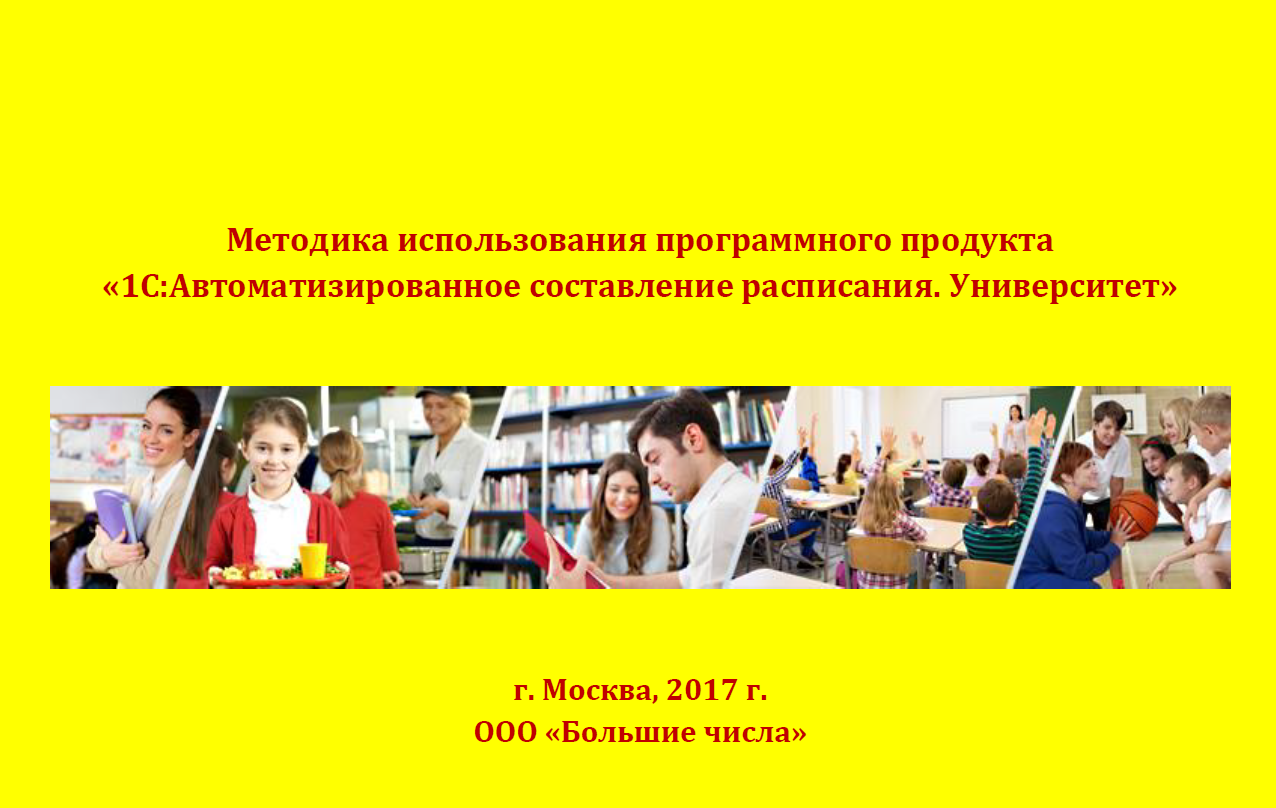 Методика использования программного продукта
«1С:Автоматизированное составление расписания. Университет»
г. Москва, 2017 г.
ООО «Большие числа»